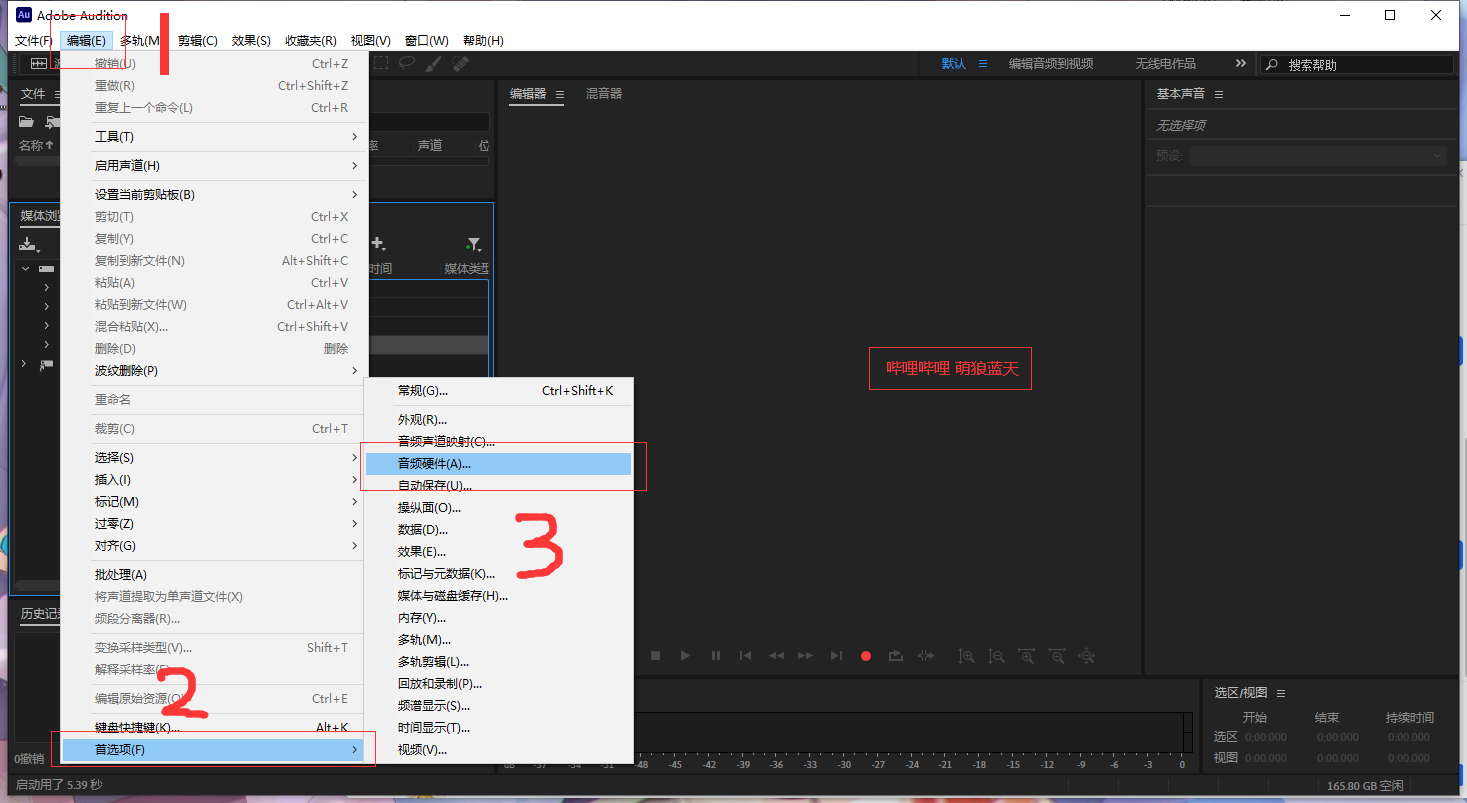 Au Adobe Audition
文件(F) 编辑(E) 多轨(M 剪辑(C) 效果(S) 收藏夹(R) 视图(V) 窗口(W) 帮助(H)
1
默认 编辑音频到视频 无线电作品 搜索帮助
文件
名称↑
声道
媒体浏
时间 媒体类型
历史记
0撤销
撤销(U) Ctrl+Z
重做(R) Ctrl+Shift+Z
重复上一个命令(L) Ctrl+R
工具(T)
启用声道(H)
设置当前剪贴板(B)
剪切(T) Ctrl+X
复制(Y) Ctrl+C
复制到新文件(N) Alt+Shift+C
粘贴(A) Ctrl+V
粘贴到新文件(W) Ctrl+Alt+V
混合粘贴(X)... Ctrl+Shift+V
删除(D) 删除
波纹删除(P)
重命名
裁剪(C) Ctrl+T
选择(S)
插入(I)
标记(M)
过零(Z)
对齐(G)
批处理(A)
将声道提取为单声道文件(X)
频段分离器(R)...
变换采样类型(V)... Shift+T
解释采样率(E)...
编辑原始资源(O) Ctrl+E
2
键盘快捷键(K)... Alt+K
首选项(F)
常规(G)... Ctrl+Shift+K
外观(R)...
音频声道映射(C)...
音频硬件(A)...
自动保存(U)...
操纵面(O)...
数据(D)...
效果(E)...
标记与元数据(K)...
媒体与磁盘缓存(H)...
内存(Y)...
多轨(M)...
多轨剪辑(L)...
回放和录制(P)...
频谱显示(S)...
时间显示(T)...
视频(V)...
3
编辑器 混音器
哔哩哔哩 萌狼蓝天
基本声音
无选择项
预设:
dB -37 -54 -51 -48 -45 -42 -39 -36 -33 -30 -27 -24 -21 -18 -15 -12 -9 -6 -3 0
选区/视图
开始 结束 持续时间
选区 0:00.000 0:00.000 0:00.000
视图 0:00.000 0:00.000 0:00.000
启动用了 5.39 秒
165.80 GB 空闲